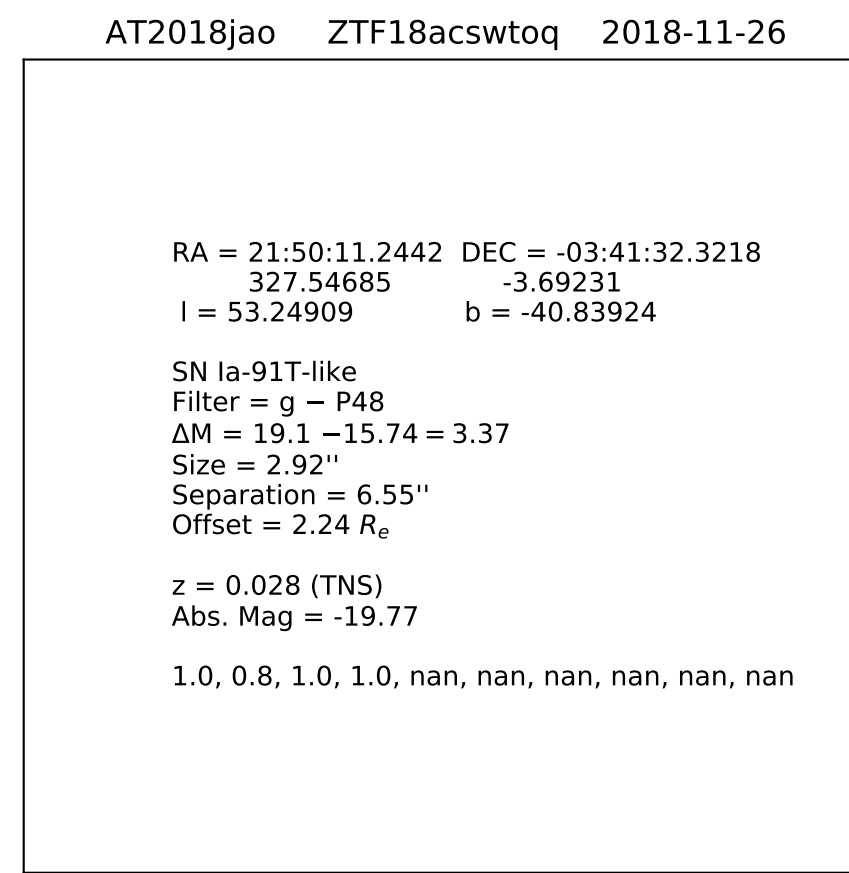 AT2018jao ZTF18acswtoq 2018-11-26
RA = 21:50:11.2442 DEC = -03:41:32.3218
327.54685 -3.69231
l = 53.24909 b = -40.83924
SN Ia-91T-like
Filter = g − P48
ΔM = 19.1 −15.74 = 3.37
Size = 2.92''
Separation = 6.55''
Offset = 2.24 Re
z = 0.028 (TNS)
Abs. Mag = -19.77
1.0, 0.8, 1.0, 1.0, nan, nan, nan, nan, nan, nan